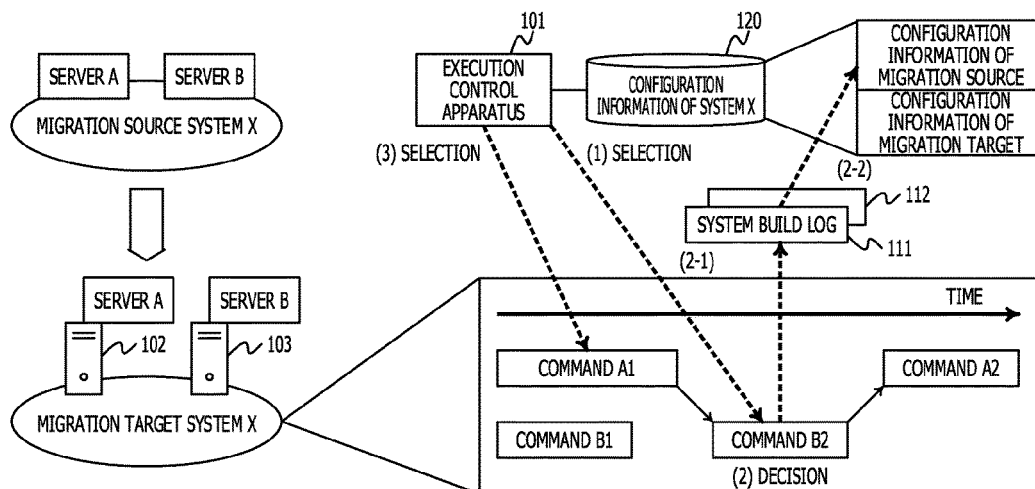 101
120
SERVER A
SERVER B
MIGRATION SOURCE SYSTEM X
EXECUTION
CONTROL
APPARATUS
CONFIGURATION
INFORMATION OF SYSTEM X
CONFIGURATION
INFORMATION OF
MIGRATION SOURCE
CONFIGURATION
INFORMATION OF
MIGRATION TARGET
(3) SELECTION
(1) SELECTION
(2-2)
112
SYSTEM BUILD LOG
111
(2-1)
SERVER A
SERVER B
102
103
MIGRATION TARGET SYSTEM X
TIME
COMMAND A1
COMMAND A2
COMMAND B1
COMMAND B2
(2) DECISION